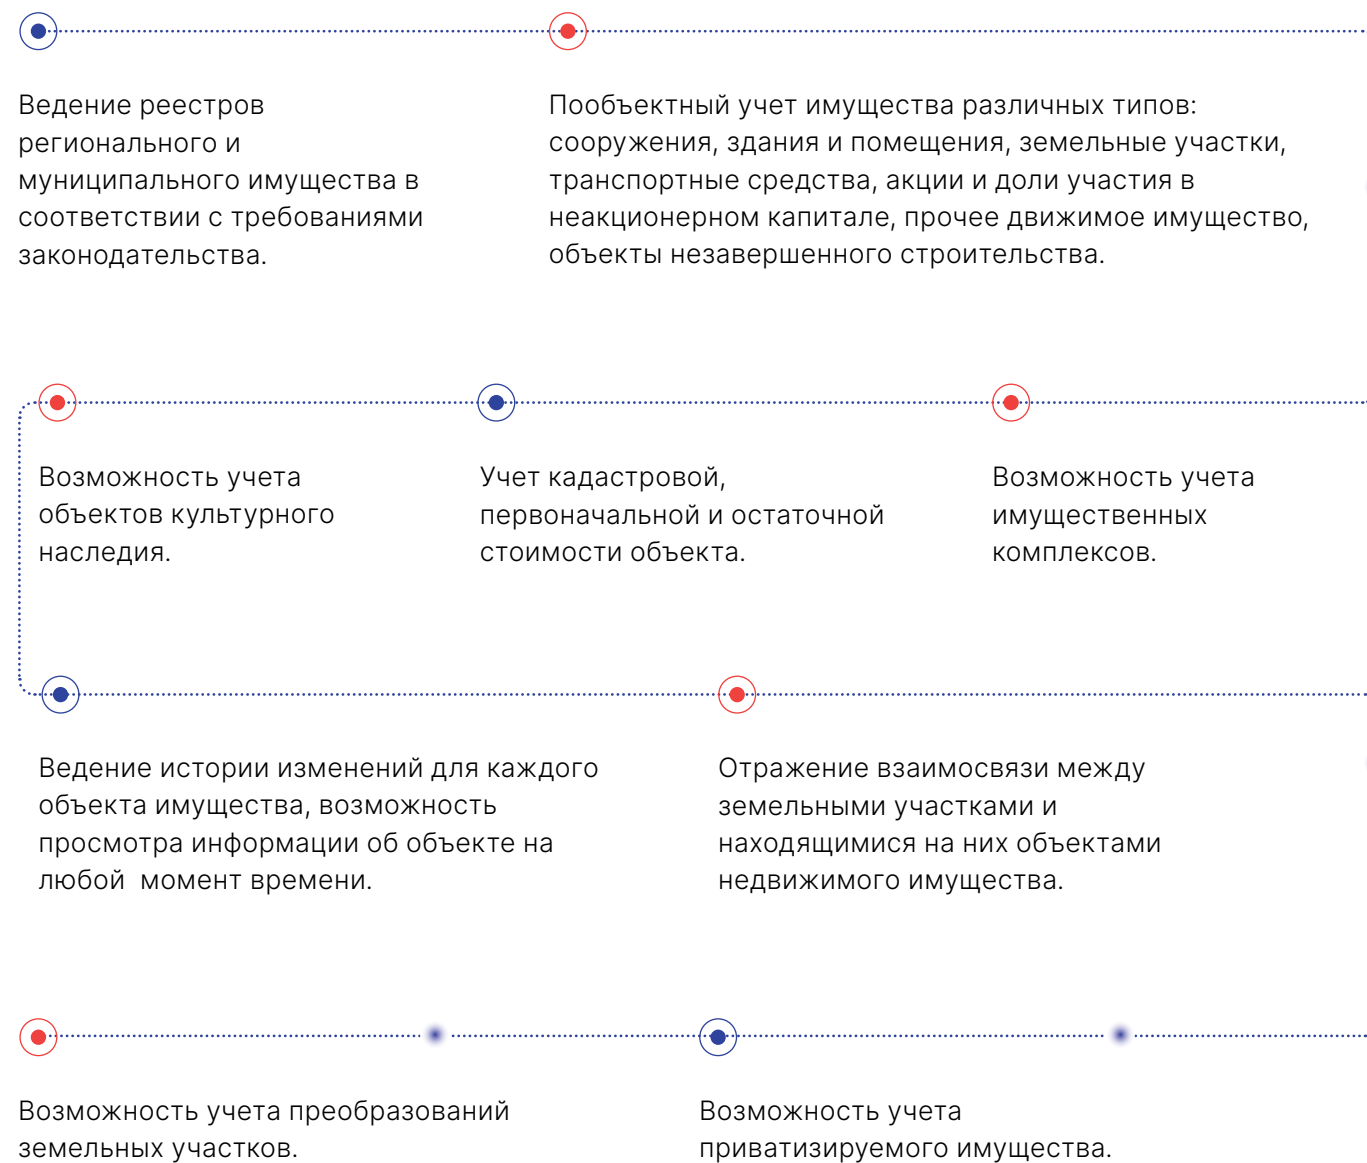 Ведение реестров
регионального и
муниципального имущества в
соответствии с требованиями
законодательства.
Пообъектный учет имущества различных типов:
сооружения, здания и помещения, земельные участки,
транспортные средства, акции и доли участия в
неакционерном капитале, прочее движимое имущество,
объекты незавершенного строительства.
Возможность учета
объектов культурного
наследия.
Учет кадастровой,
первоначальной и остаточной
стоимости объекта.
Возможность учета
имущественных
комплексов.
Ведение истории изменений для каждого
объекта имущества, возможность
просмотра информации об объекте на
любой  момент времени.
Отражение взаимосвязи между
земельными участками и
находящимися на них объектами
недвижимого имущества.
Возможность учета преобразований
земельных участков.
Возможность учета
приватизируемого имущества.